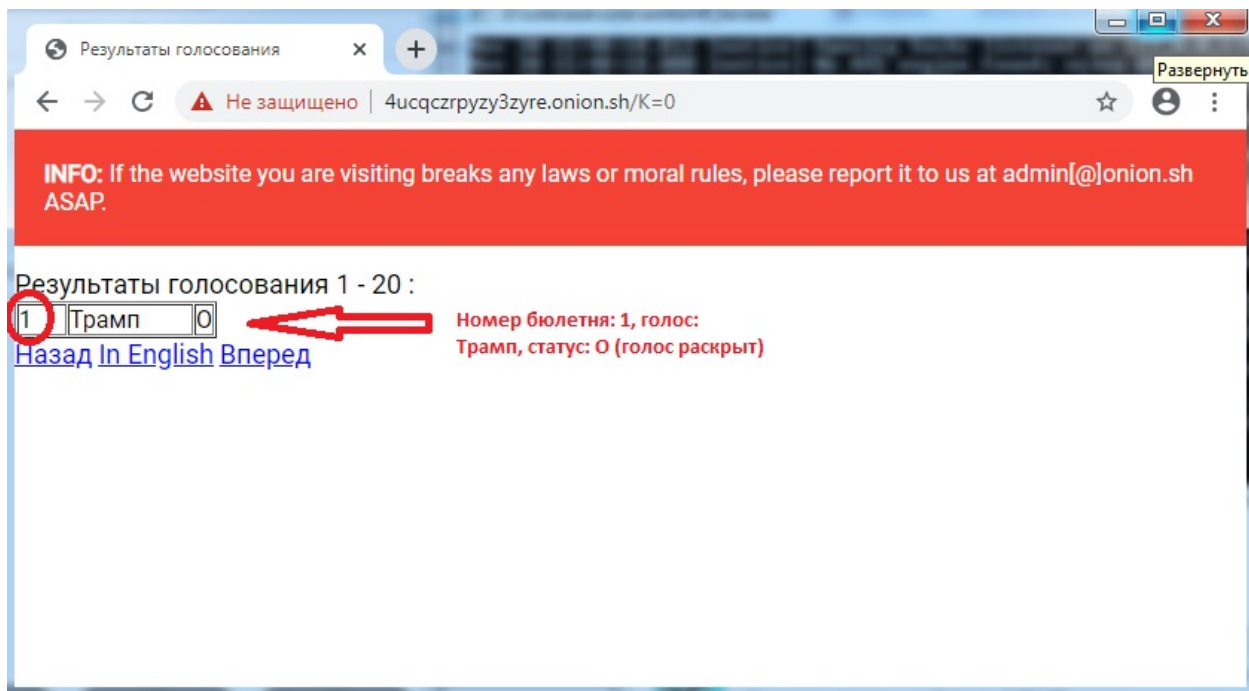 Результаты голосования
Развернуть
Не защищено | 4ucqczrpyzy3zyre.onion.sh/K=0
INFO: If the website you are visiting breaks any laws or moral rules, please report it to us at admin[@]onion.sh
ASAP.
Результаты голосования 1 - 20 :
1 Трамп O
Номер бюлетня: 1, голос:
Трамп, статус: О (голос раскрыт)
Назад In English Вперед